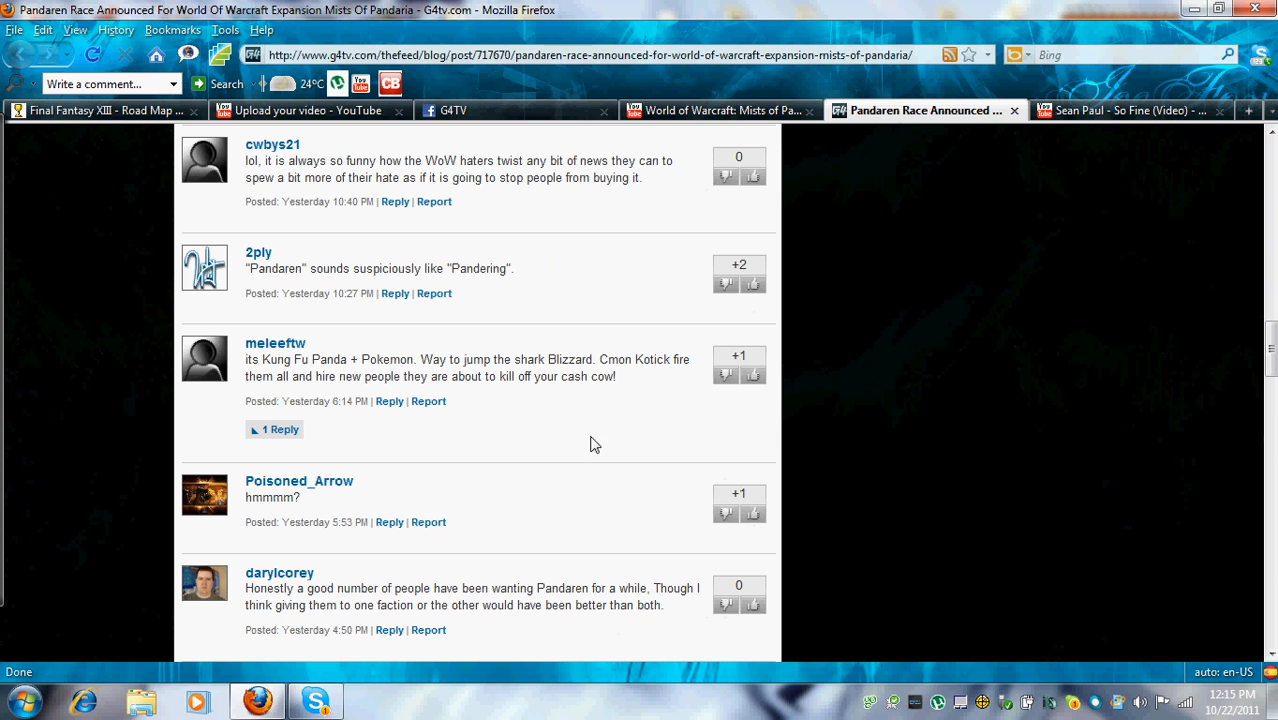 Pandaren Race Announced For World Of Warcraft Expansion Mists Of Pandaria - G4tv.com - Mozilla Firefox
File Edit View History Bookmarks Tools Help
http://www.g4tv.com/thefeed/blog/post/717670/pandaren-race-announced-for-world-of-warcraft-expansion-mists-of-pandaria/
Bing
Write a comment... Search 24°C You Tube CB
Final Fantasy XIII - Road Map ... Upload your video - YouTube G4TV World of Warcraft: Mists of Pa... Pandaren Race Announced ... Sean Paul - So Fine (Video) - ...
cwbys21
lol, it is always so funny how the WoW haters twist any bit of news they can to
spew a bit more of their hate as if it is going to stop people from buying it.
0
Posted: Yesterday 10:40 PM | Reply | Report
2ply
"Pandaren" sounds suspiciously like "Pandering".
+2
Posted: Yesterday 10:27 PM | Reply | Report
meleeftw
its Kung Fu Panda + Pokemon. Way to jump the shark Blizzard. Cmon Kotick fire
them all and hire new people they are about to kill off your cash cow!
+1
Posted: Yesterday 6:14 PM | Reply | Report
1 Reply
Poisoned_Arrow
hmmmm?
+1
Posted: Yesterday 5:53 PM | Reply | Report
darylcorey
Honestly a good number of people have been wanting Pandaren for a while, Though I
think giving them to one faction or the other would have been better than both.
0
Posted: Yesterday 4:50 PM | Reply | Report
Done
auto: en-US
12:15 PM
10/22/2011